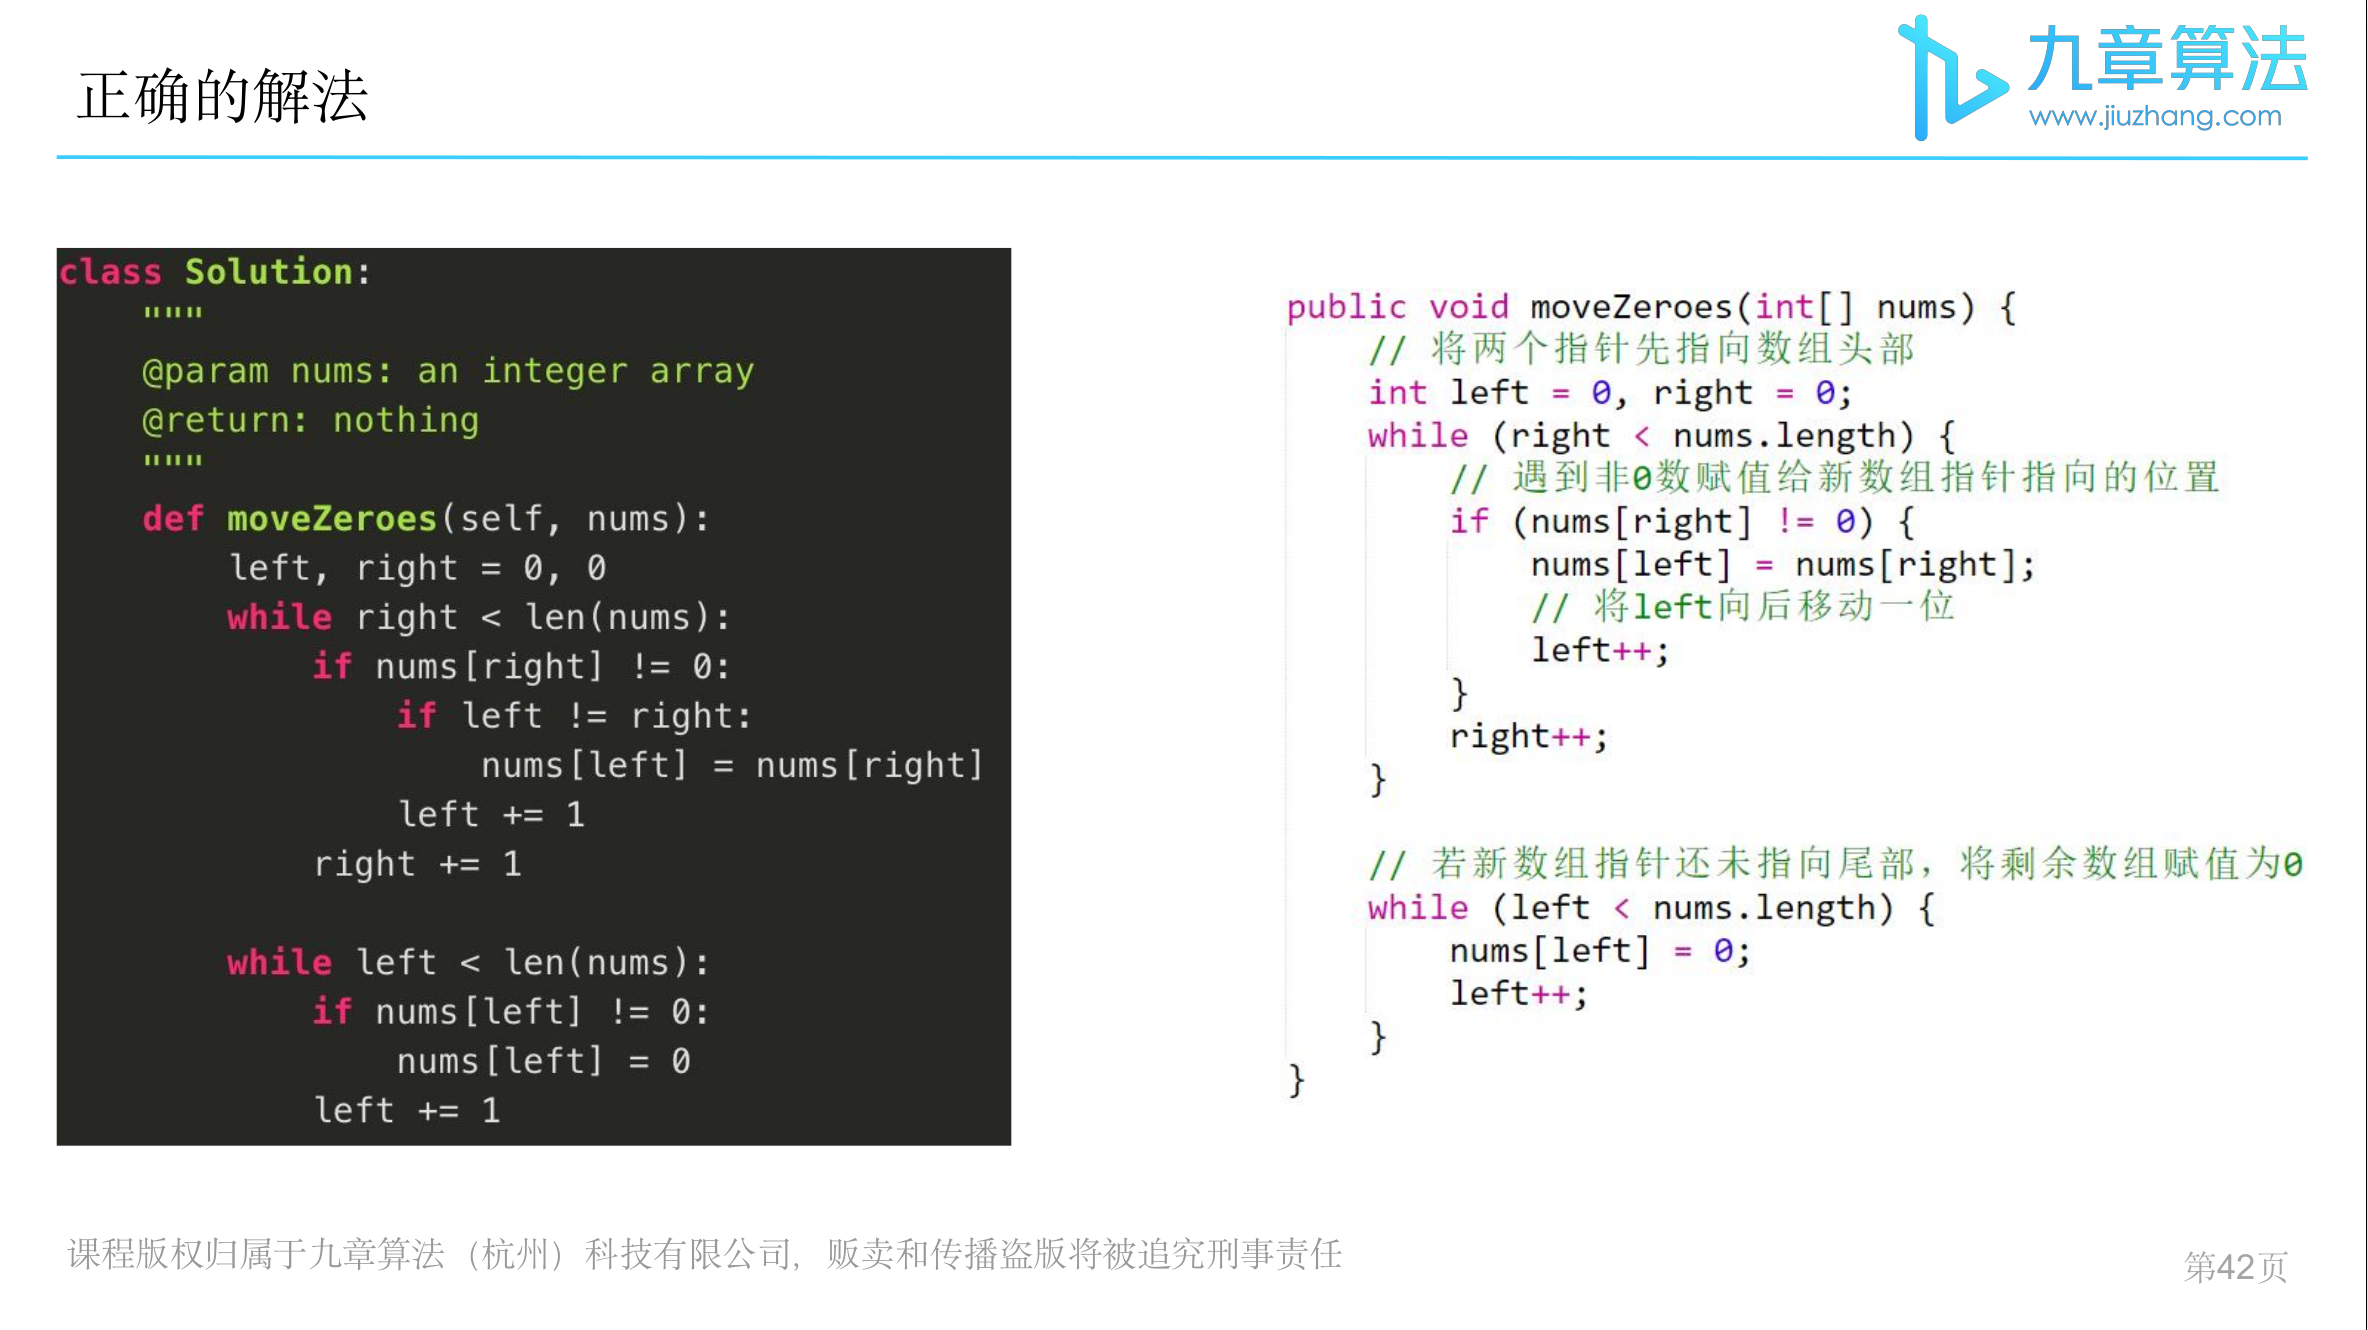 正确的解法
九章算法
www.jiuzhang.com
class Solution:
    """
    @param nums: an integer array
    @return: nothing
    """
    def moveZeroes(self, nums):
        left, right = 0, 0
        while right < len(nums):
            if nums[right] != 0:
                if left != right:
                    nums[left] = nums[right]
                left += 1
            right += 1
        while left < len(nums):
            if nums[left] != 0:
                nums[left] = 0
            left += 1
public void moveZeroes(int[] nums) {
    // 将两个指针先指向数组头部
    int left = 0, right = 0;
    while (right < nums.length) {
        // 遇到非0数赋值给新数组指针指向的位置
        if (nums[right] != 0) {
            nums[left] = nums[right];
            // 将left向后移动一位
            left++;
        }
        right++;
    }
    // 若新数组指针还未指向尾部，将剩余数组赋值为0
    while (left < nums.length) {
        nums[left] = 0;
        left++;
    }
}
课程版权归属于九章算法（杭州）科技有限公司，贩卖和传播盗版将被追究刑事责任
第42页